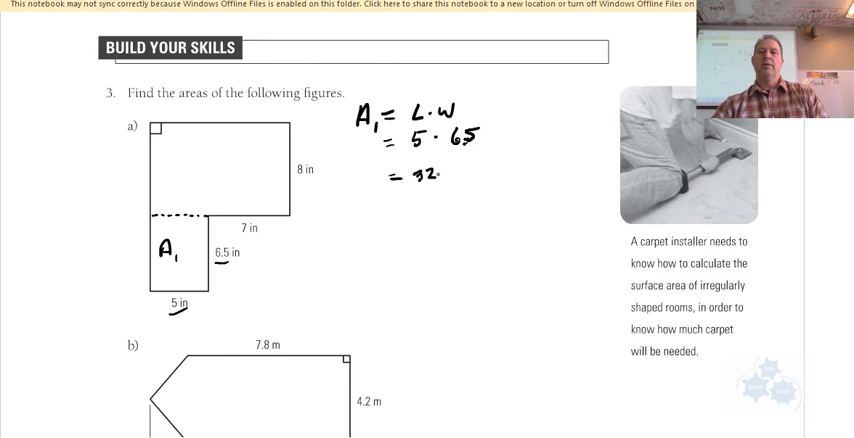 This notebook may not sync correctly because Windows Offline Files is enabled on this folder. Click here to share this notebook to a new location or turn off Windows Offline Files on
BUILD YOUR SKILLS
3. Find the areas of the following figures.
a)
8 in
7 in
6.5 in
5 in
A₁
A₁ = L · W
= 5 · 6.5
= 32.
A carpet installer needs to
know how to calculate the
surface area of irregularly
shaped rooms, in order to
know how much carpet
will be needed.
b)
7.8 m
4.2 m